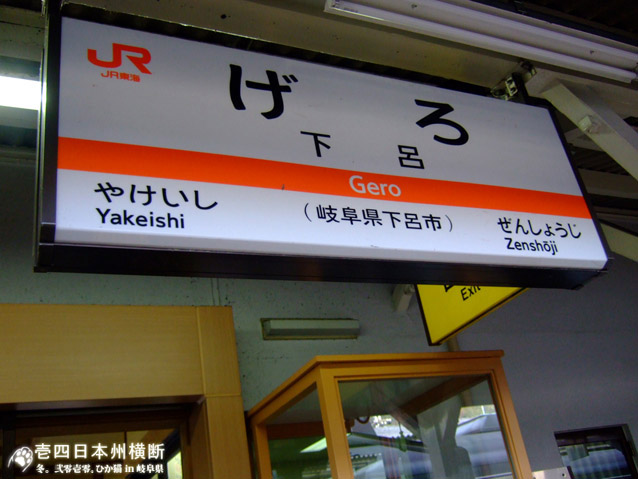 JR
JR東海
げろ
下呂
Gero
やけいし
Yakeishi
(岐阜県下呂市)
ぜんしょうじ
Zenshōji
Exit
壱四日本州横断
冬。弐零壱零。ひか猫 in 岐阜県